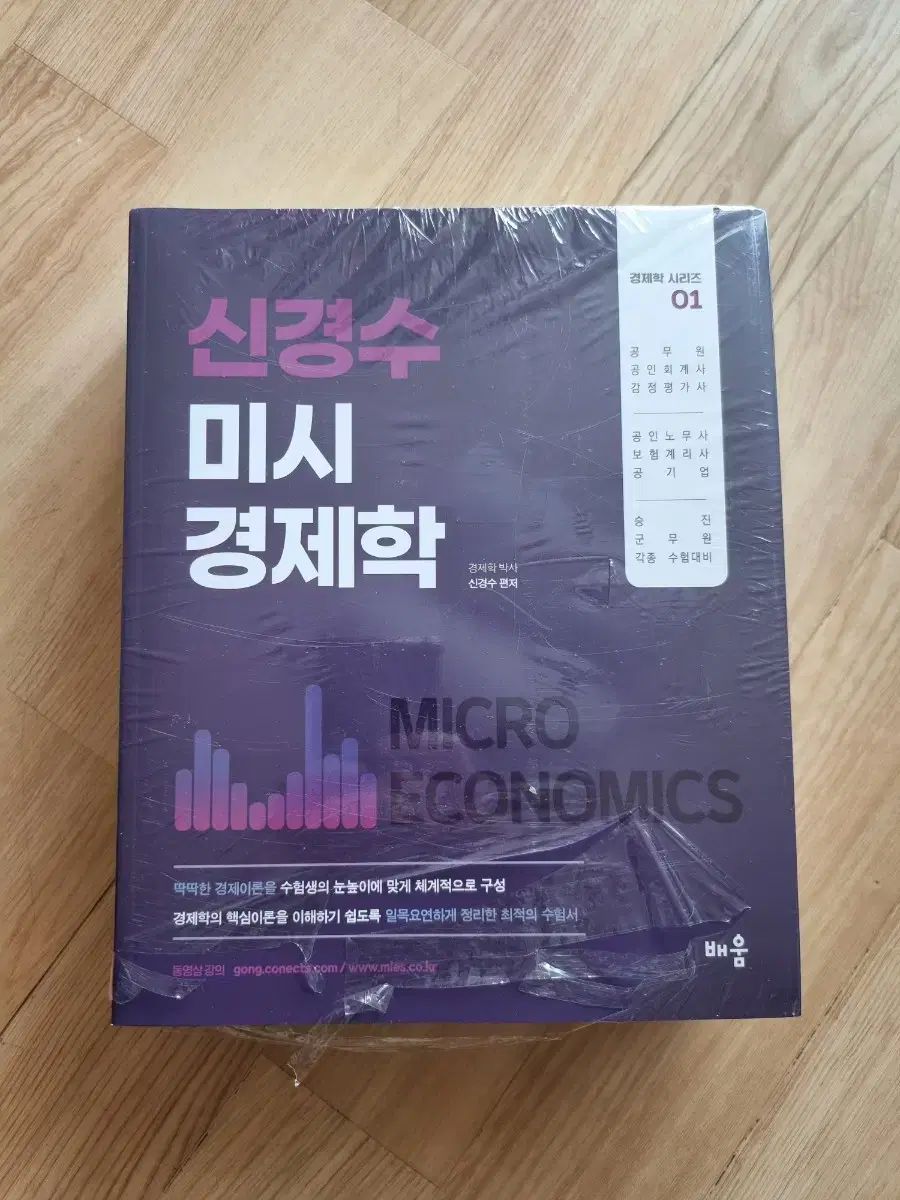 경제학 시리즈
01
공무원
공인회계사
감정평가사
공인노무사
보험계리사
공기업
승진
군무원
각종 수험대비
신경수
미시
경제학
경제학 박사
신경수 편저
MICRO
ECONOMICS
딱딱한 경제이론을 수험생의 눈높이에 맞게 체계적으로 구성
경제학의 핵심이론을 이해하기 쉽도록 일목요연하게 정리한 최적의 수험서
동영상강의 gong.conects.com / www.mles.co.kr
배움